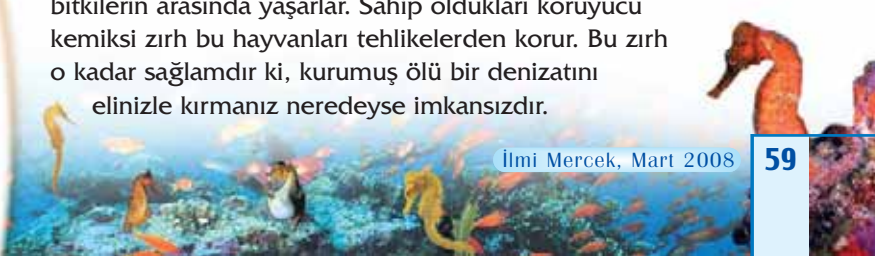 bitkilerin arasında yaşarlar. Sahip oldukları koruyucu
kemiksi zırh bu hayvanları tehlikelerden korur. Bu zırh
o kadar sağlamdır ki, kurumuş ölü bir denizatını
elinizle kırmanız neredeyse imkansızdır.
İlmi Mercek, Mart 2008 59